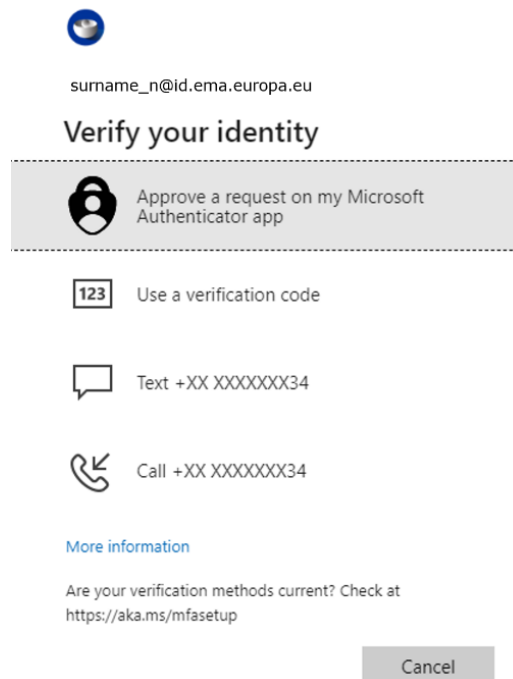 surname_n@id.ema.europa.eu
Verify your identity
Approve a request on my Microsoft
Authenticator app
123
Use a verification code
Text +XX XXXXXXX34
Call +XX XXXXXXX34
More information
Are your verification methods current? Check at
https://aka.ms/mfasetup
Cancel